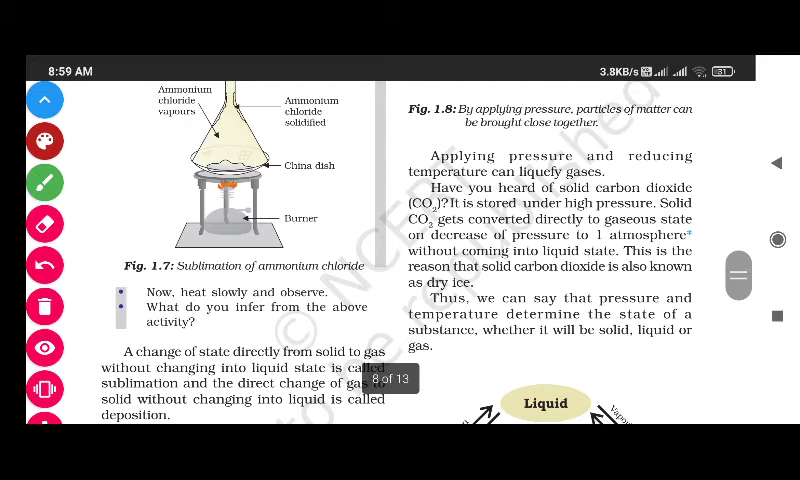 8:59 AM
3.8KB/s
31
Ammonium
chloride
vapours
Ammonium
chloride
solidified
China dish
Burner
Fig. 1.7: Sublimation of ammonium chloride
• Now, heat slowly and observe.
• What do you infer from the above
activity?
A change of state directly from solid to gas
without changing into liquid state is called
sublimation and the direct change of gas to
solid without changing into liquid is called
deposition.
8 of 13
Fig. 1.8: By applying pressure, particles of matter can
be brought close together.
Applying pressure and reducing
temperature can liquefy gases.
Have you heard of solid carbon dioxide
(CO₂)? It is stored under high pressure. Solid
CO₂ gets converted directly to gaseous state
on decrease of pressure to 1 atmosphere*
without coming into liquid state. This is the
reason that solid carbon dioxide is also known
as dry ice.
Thus, we can say that pressure and
temperature determine the state of a
substance, whether it will be solid, liquid or
gas.
Liquid
© NCERT
not to be republished